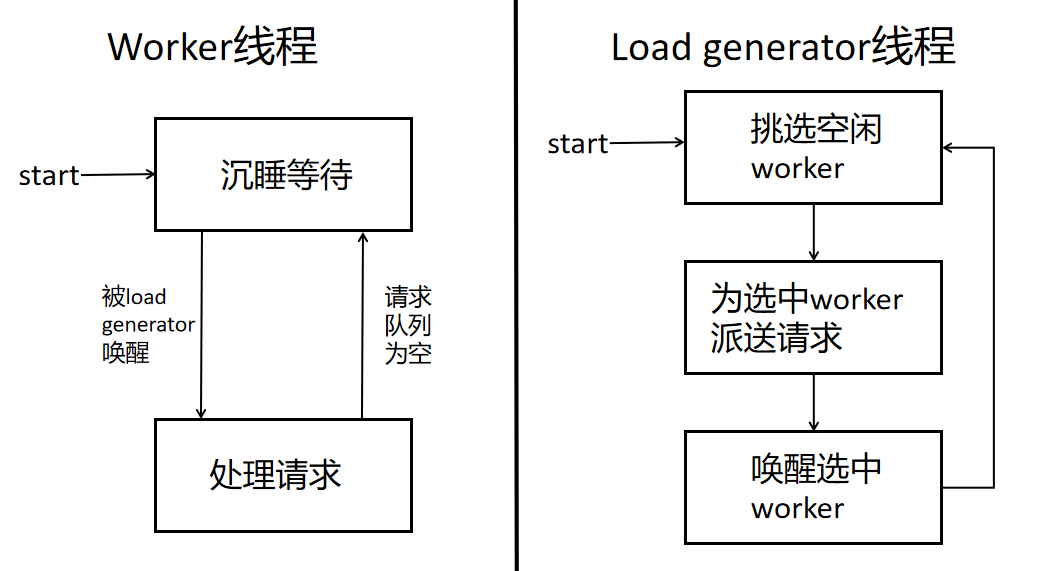 Worker线程
start
沉睡等待
被load
generator
唤醒
请求
队列
为空
处理请求
Load generator线程
start
挑选空闲
worker
为选中worker
派送请求
唤醒选中
worker